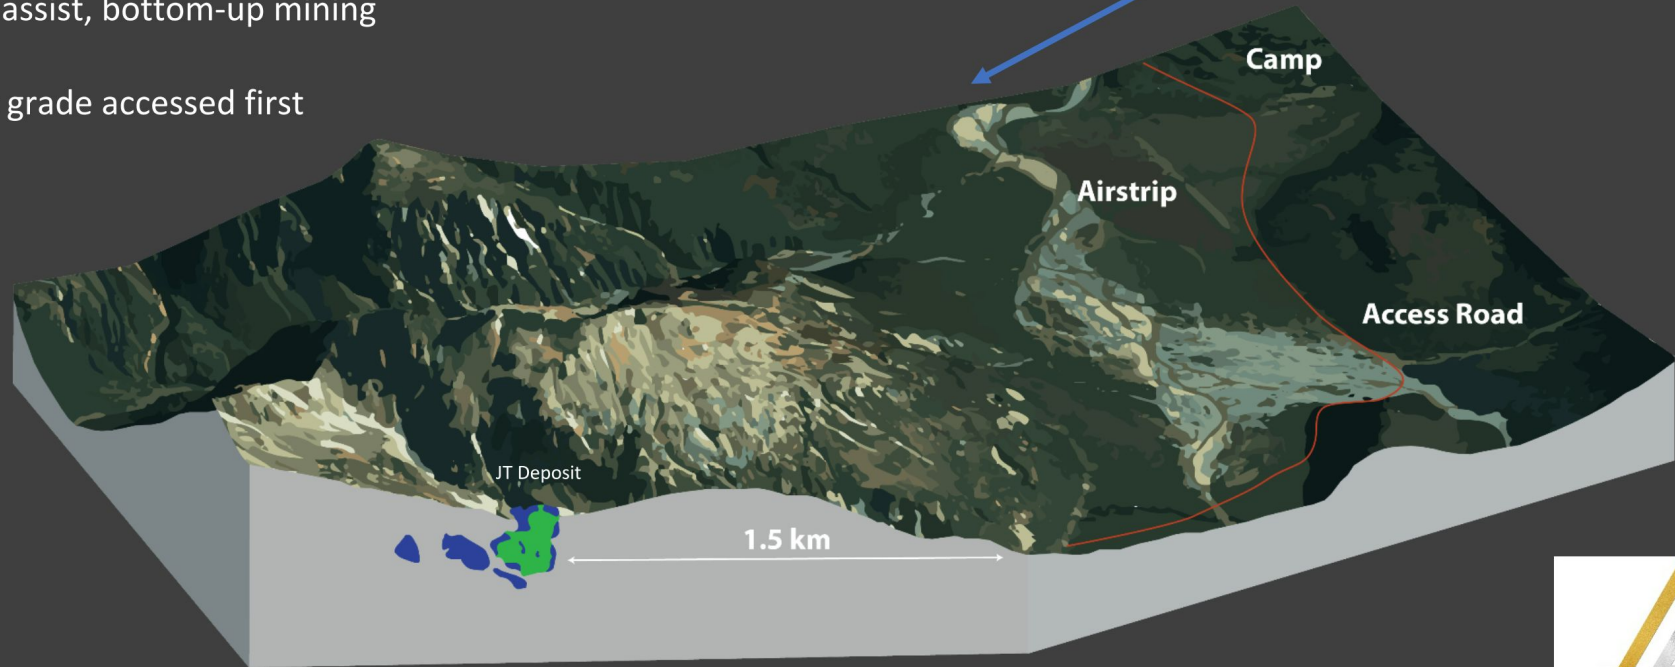 assist, bottom-up mining
grade accessed first
Camp
Airstrip
Access Road
JT Deposit
1.5 km